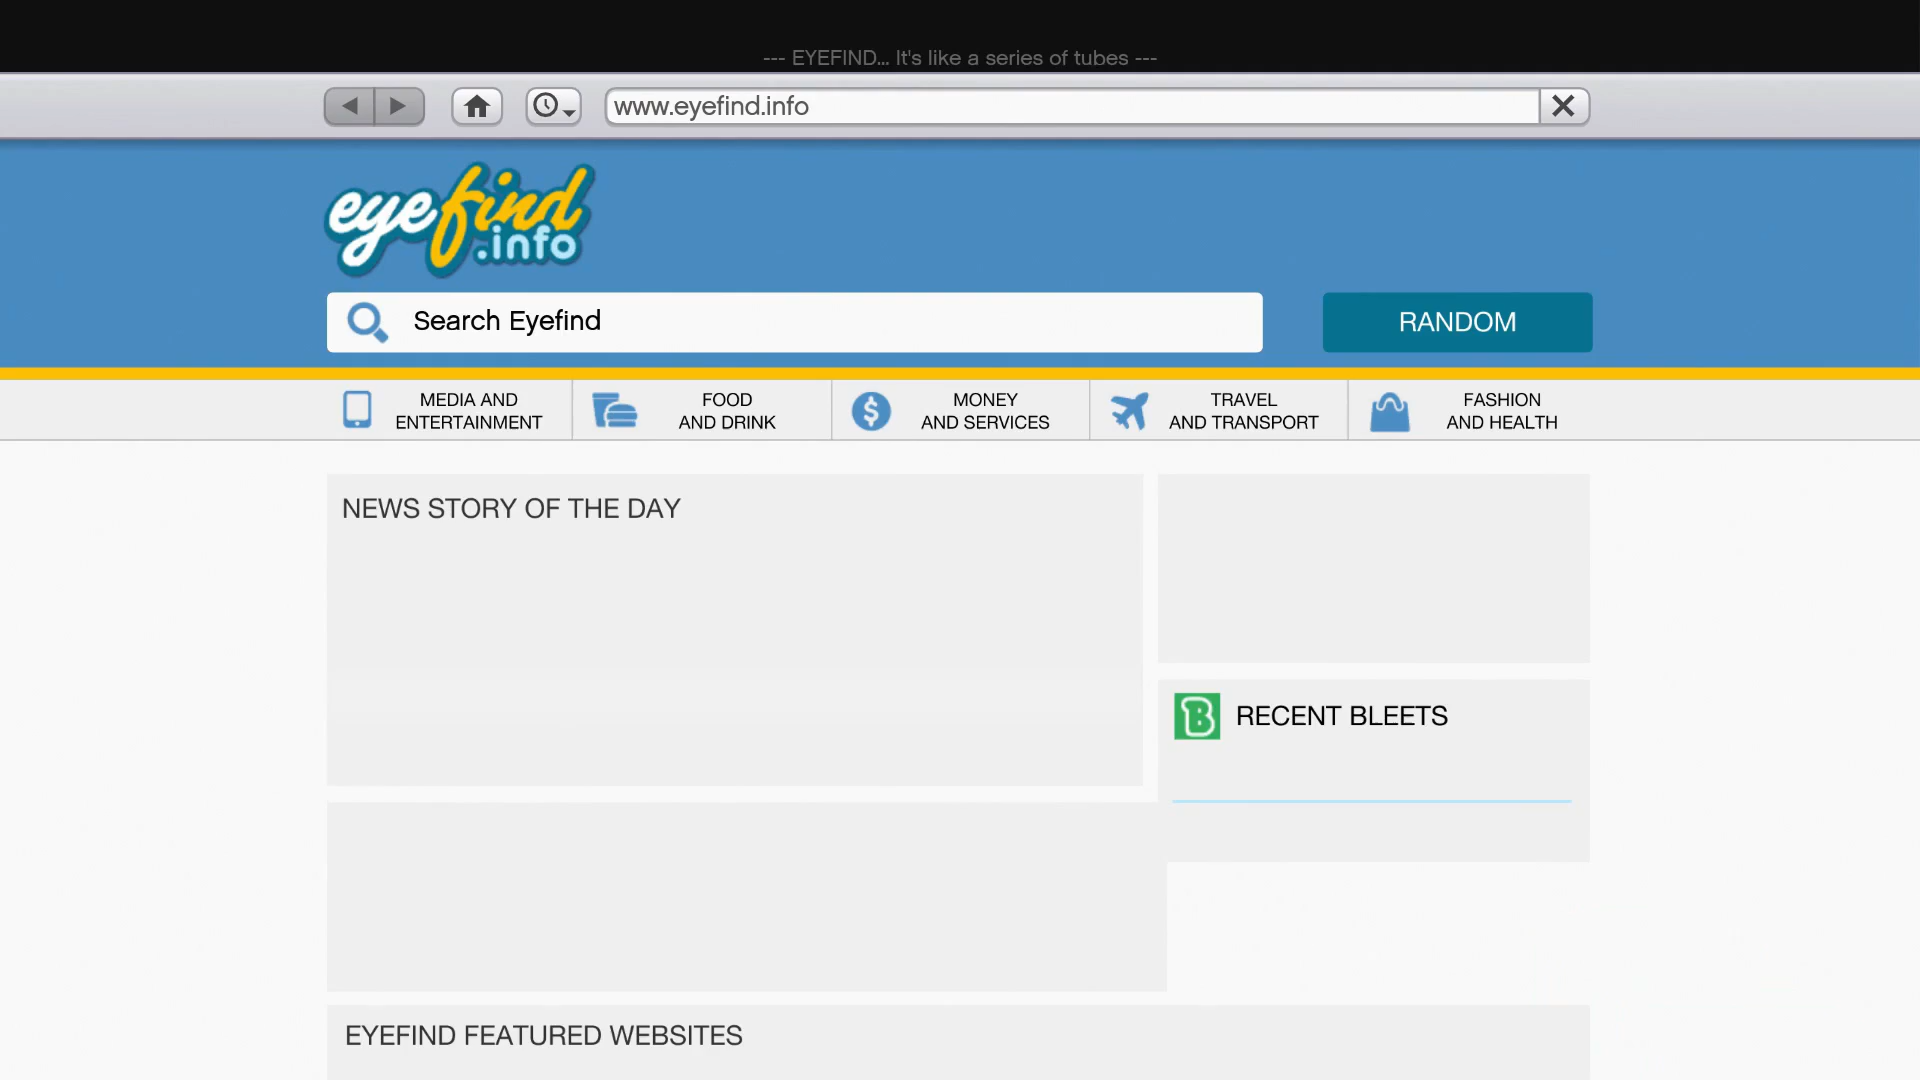 --- EYEFIND... It's like a series of tubes ---
www.eyefind.info
eyefind
.info
Search Eyefind
RANDOM
MEDIA AND
ENTERTAINMENT
FOOD
AND DRINK
MONEY
AND SERVICES
TRAVEL
AND TRANSPORT
FASHION
AND HEALTH
NEWS STORY OF THE DAY
B RECENT BLEETS
EYEFIND FEATURED WEBSITES